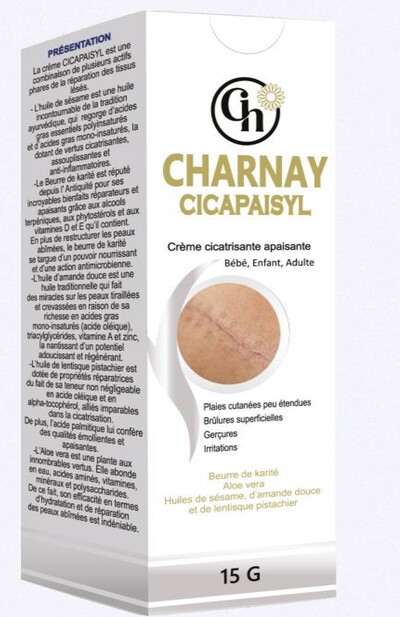 PRÉSENTATION
La crème CICAPAISYL est une
combinaison de plusieurs actifs
phares de la réparation des tissus
lésés.
- L'huile de sésame est une huile
incontournable de la tradition
ayurvédique, qui regorge d'acides
gras essentiels polyinsaturés
et d'acides gras mono-insaturés, la
dotant de vertus cicatrisantes,
assouplissantes et
anti-inflammatoires.
-Le Beurre de karité est réputé
depuis l'Antiquité pour ses
incroyables bienfaits réparateurs et
apaisants grâce aux alcools
terpéniques, aux phytostérols et aux
vitamines D et E qu'il contient.
En plus de restructurer les peaux
abîmées, le beurre de karité
se targue d'un pouvoir nourrissant
et d'une action antimicrobienne.
-L'huile d'amande douce est une
huile traditionnelle qui fait
des miracles sur les peaux tiraillées
et crevassées en raison de sa
richesse en acides gras
mono-insaturés (acide oléique),
triacylglycérides, vitamine A et zinc,
la nantissant d'un potentiel
adoucissant et régénérant.
-L'huile de lentisque pistachier est
dotée de propriétés réparatrices
du fait de sa teneur non négligeable
en acide oléique et en
alpha-tocophérol, alliés imparables
dans la cicatrisation.
De plus, l'acide palmitique lui confère
des qualités émollientes et
apaisantes.
-L'Aloe vera est une plante aux
innombrables vertus. Elle abonde
en eau, acides aminés, vitamines,
minéraux et polysaccharides.
De ce fait, son efficacité en termes
d'hydratation et de réparation
des peaux abîmées est indéniable.
Ch
CHARNAY
CICAPAISYL
Crème cicatrisante apaisante
Bébé, Enfant, Adulte
Plaies cutanées peu étendues
Brûlures superficielles
Gerçures
Irritations
Beurre de karité
Aloe vera
Huiles de sésame, d'amande douce
et de lentisque pistachier
15 G